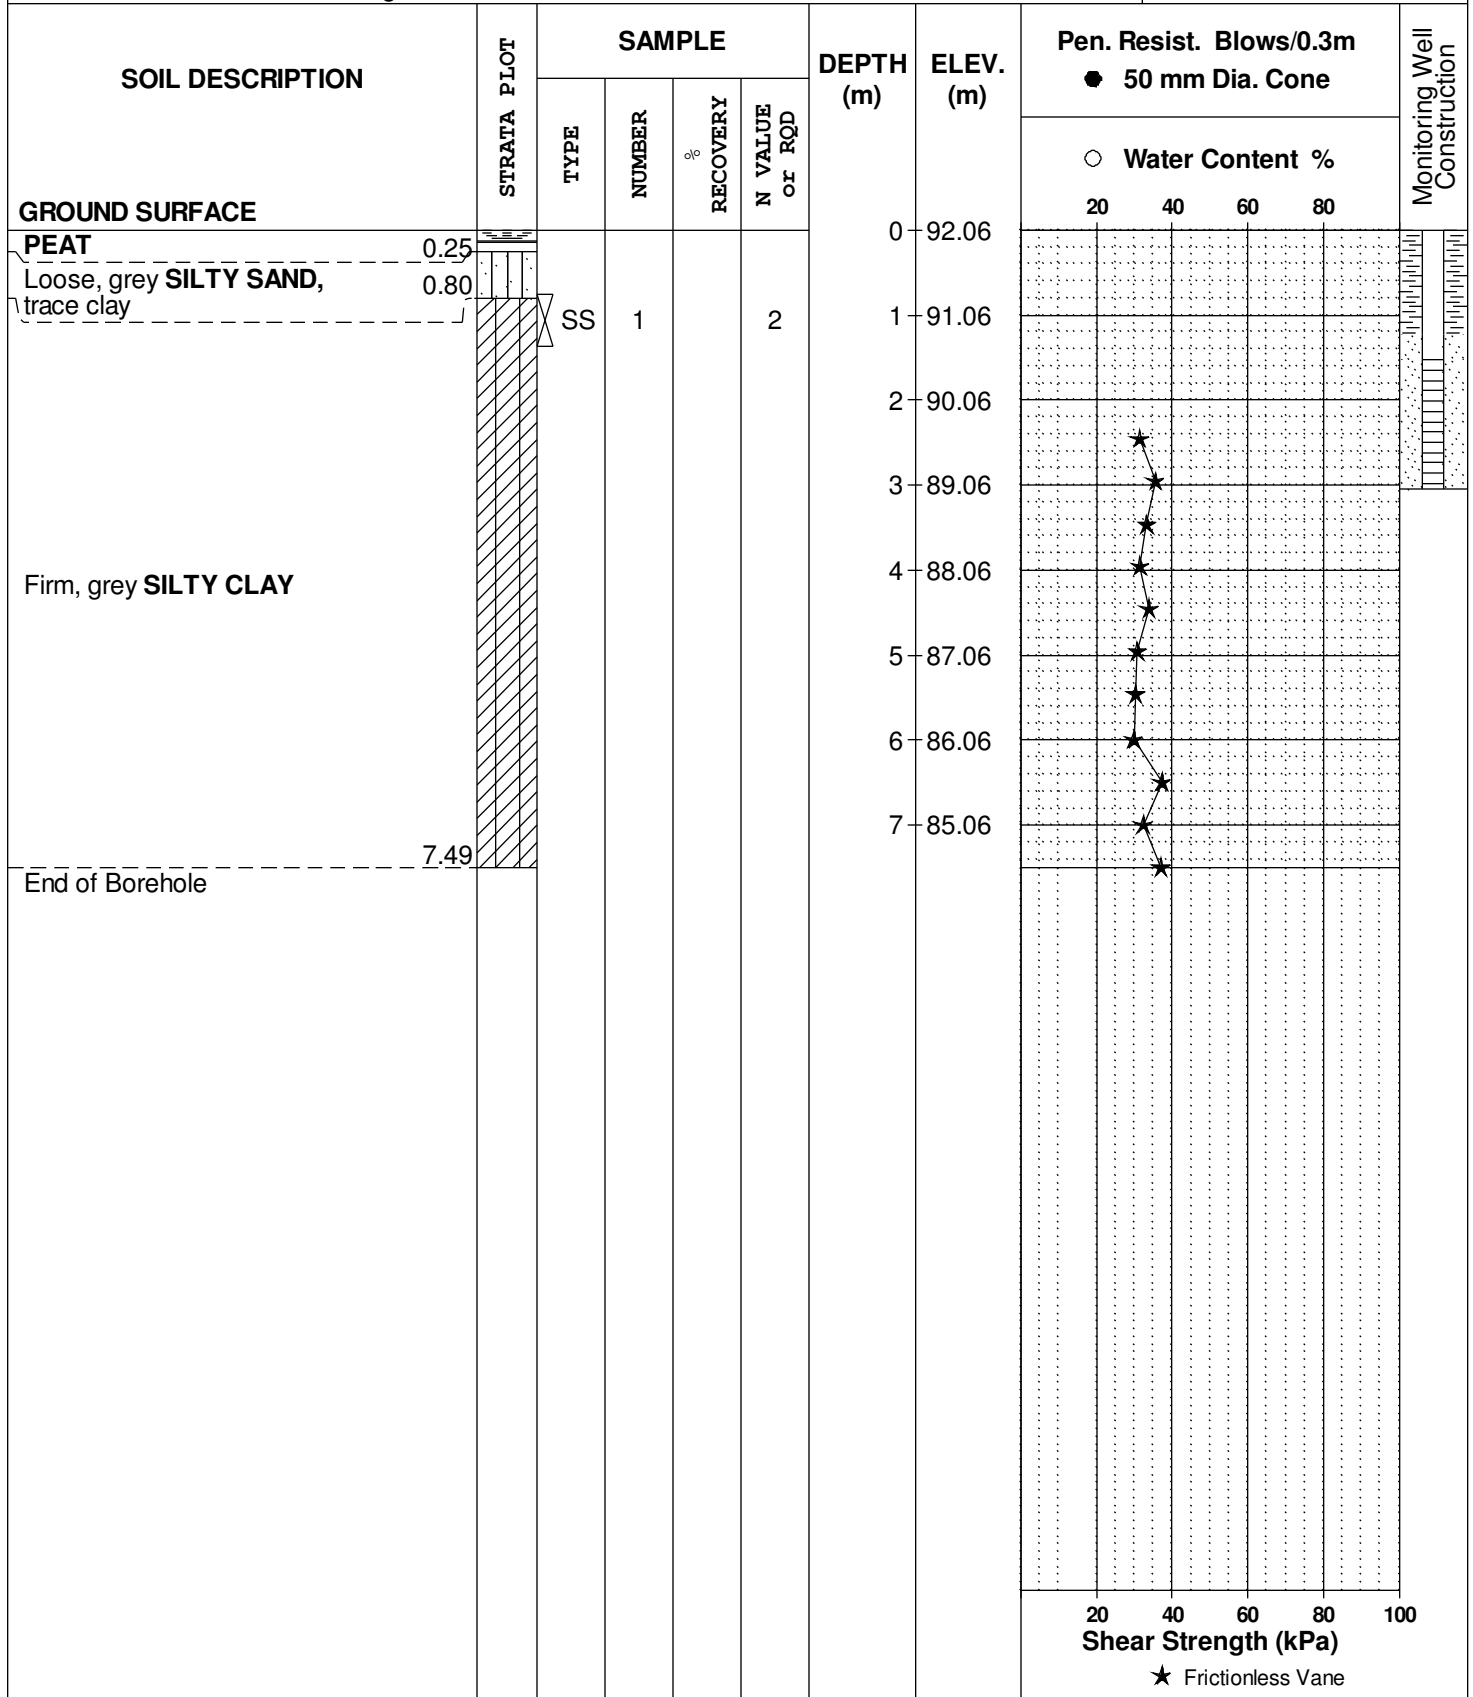 SOIL DESCRIPTION
GROUND SURFACE
STRATA PLOT
SAMPLE
TYPE
NUMBER
% RECOVERY
N VALUE or RQD
DEPTH (m)
ELEV. (m)
Pen. Resist. Blows/0.3m
● 50 mm Dia. Cone
○ Water Content %
20 40 60 80
Monitoring Well Construction
PEAT 0.25
Loose, grey SILTY SAND, 0.80
trace clay
SS 1 2
Firm, grey SILTY CLAY
7.49
End of Borehole
0 92.06
1 91.06
2 90.06
3 89.06
4 88.06
5 87.06
6 86.06
7 85.06
20 40 60 80 100
Shear Strength (kPa)
★ Frictionless Vane